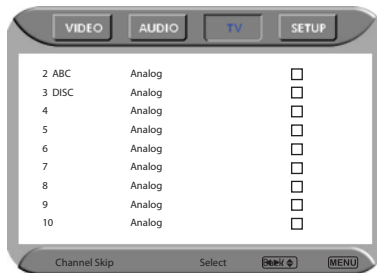 VIDEO AUDIO TV SETUP
2 ABC Analog
3 DISC Analog
4 Analog
5 Analog
6 Analog
7 Analog
8 Analog
9 Analog
10 Analog
Channel Skip Select MENU